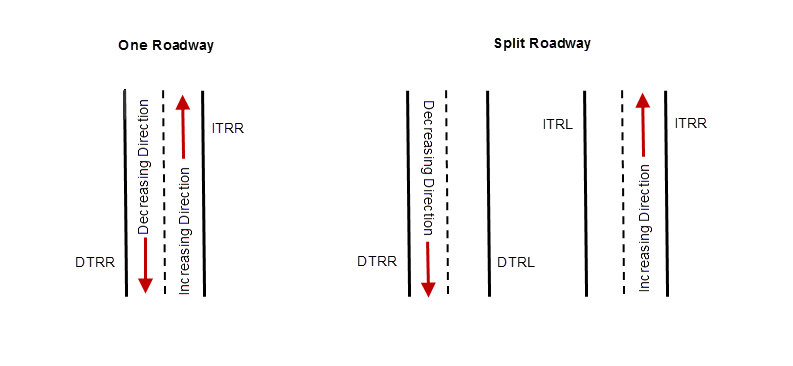 One Roadway
Split Roadway
Decreasing Direction
Increasing Direction
ITRR
DTRR
Decreasing Direction
DTRR
DTRL
ITRL
Increasing Direction
ITRR